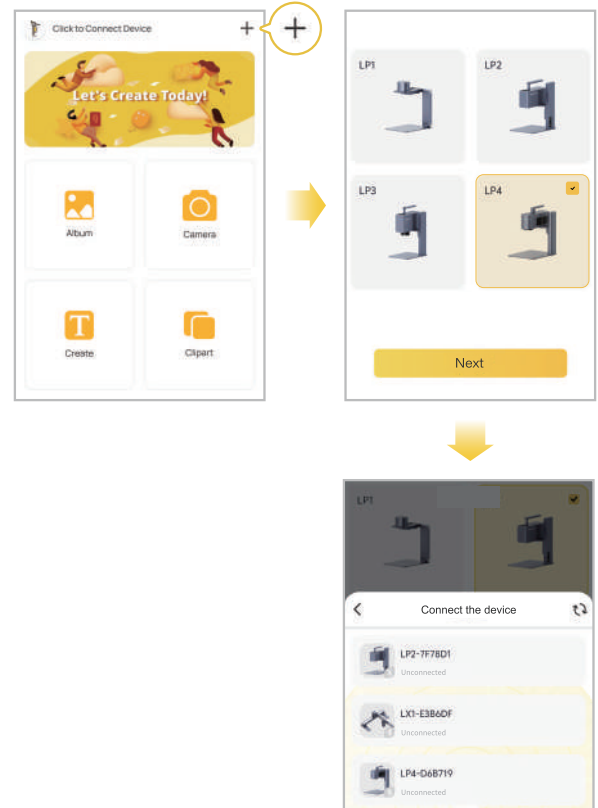 Click to Connect Device
Let's Create Today!
Album
Camera
Create
Clipart
LP1
LP2
LP3
LP4
Next
LP1
Connect the device
LP2-7F78D1
Unconnected
LX1-E3B6DF
Unconnected
LP4-D6B719
Unconnected